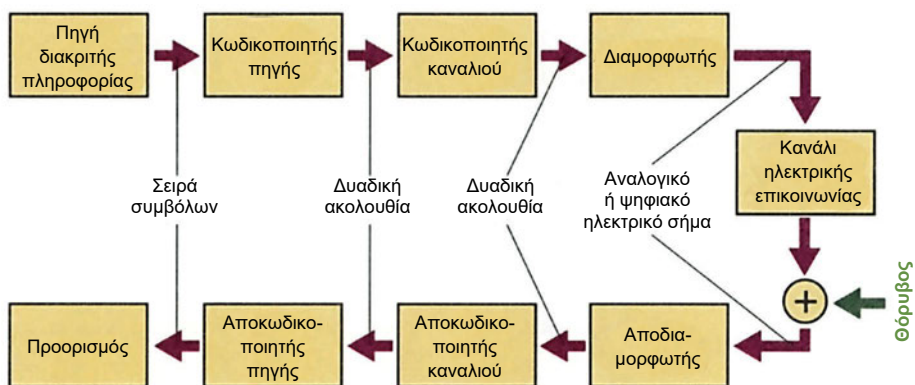 Πηγή
διακριτής
πληροφορίας
Κωδικοποιητής
πηγής
Κωδικοποιητής
καναλιού
Διαμορφωτής
Κανάλι
ηλεκτρικής
επικοινωνίας
Σειρά
συμβόλων
Δυαδική
ακολουθία
Δυαδική
ακολουθία
Αναλογικό
ή ψηφιακό
ηλεκτρικό σήμα
+
Θόρυβος
Προορισμός
Αποκωδικο-
ποιητής
πηγής
Αποκωδικο-
ποιητής
καναλιού
Αποδια-
μορφωτής